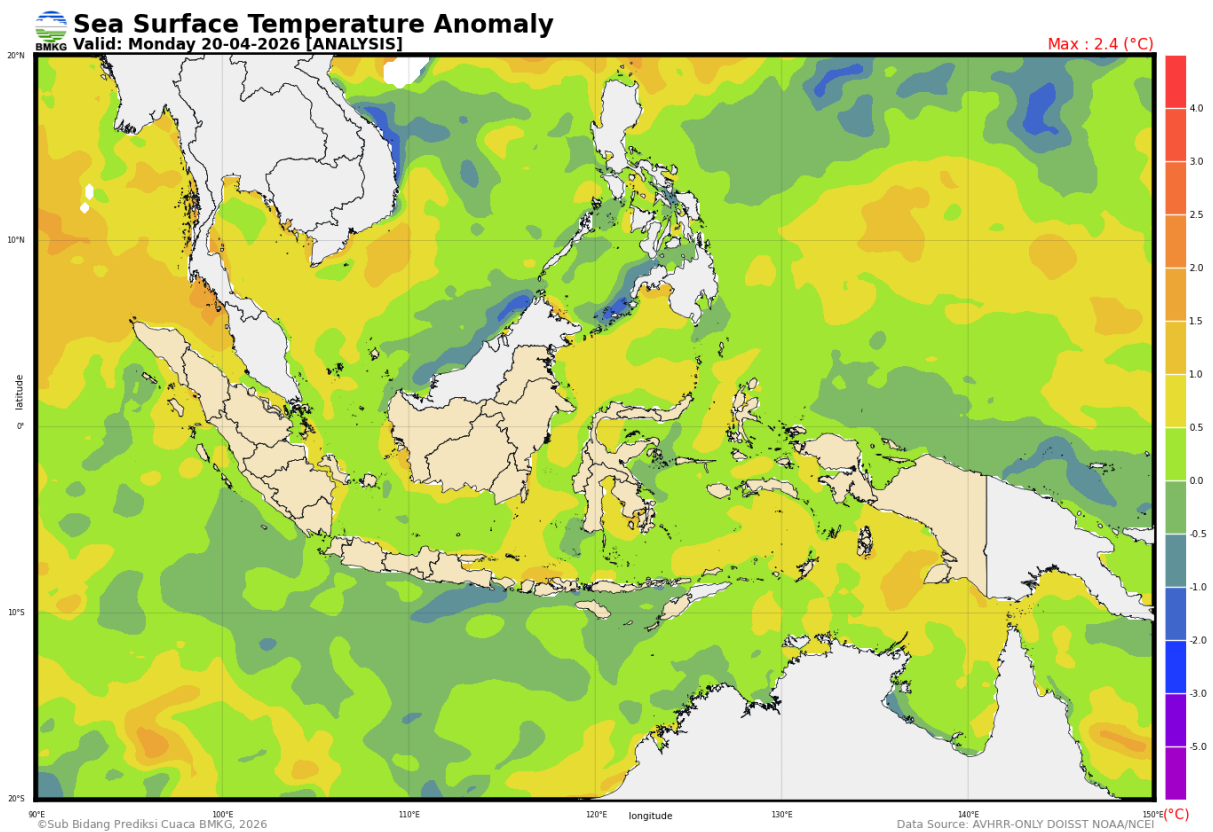 Sea Surface Temperature Anomaly
BMKG
Valid: Monday 20-04-2026 [ANALYSIS]
Max : 2.4 (°C)
20°N
10°N
0°
10°S
20°S
latitude
90°E
100°E
110°E
120°E
130°E
140°E
150°E
longitude
4.0
3.0
2.5
2.0
1.5
1.0
0.5
0.0
-0.5
-1.0
-2.0
-3.0
-5.0
(°C)
©Sub Bidang Prediksi Cuaca BMKG, 2026
Data Source: AVHRR-ONLY DOISST NOAA/NCEI